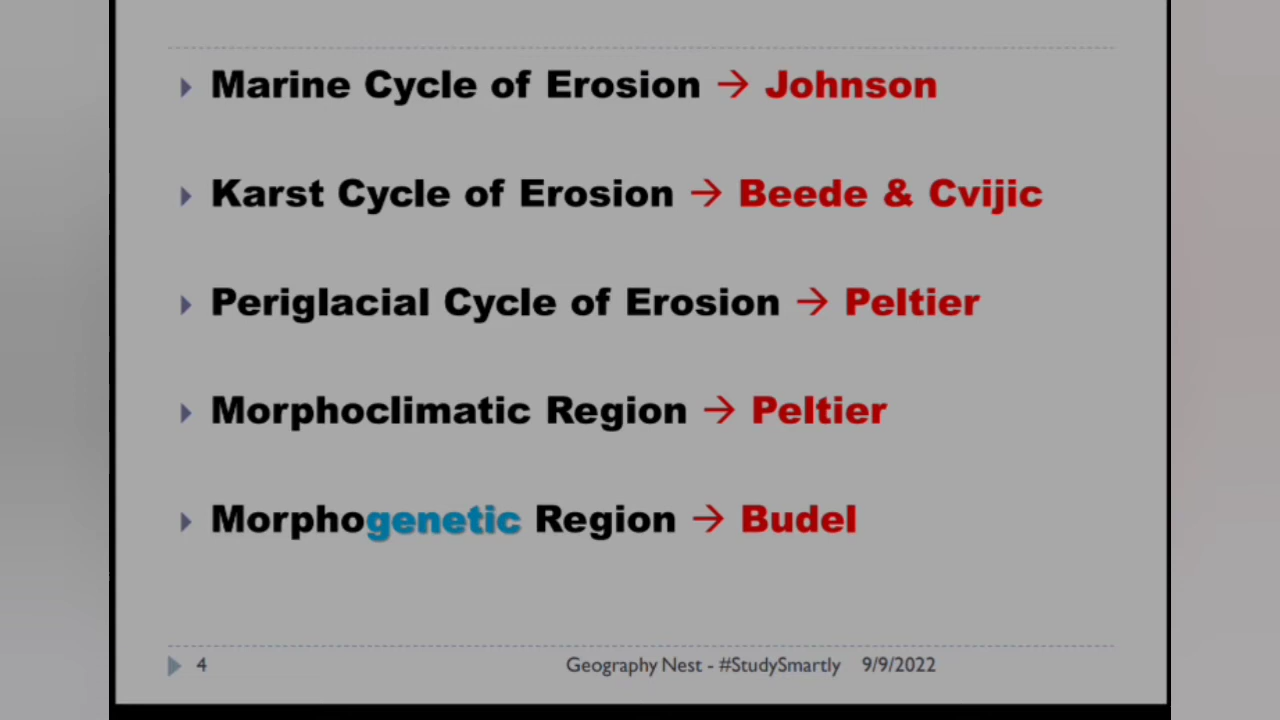 Marine Cycle of Erosion → Johnson
Karst Cycle of Erosion → Beede & Cvijic
Periglacial Cycle of Erosion → Peltier
Morphoclimatic Region → Peltier
Morphogenetic Region → Budel
4 Geography Nest - #StudySmartly 9/9/2022